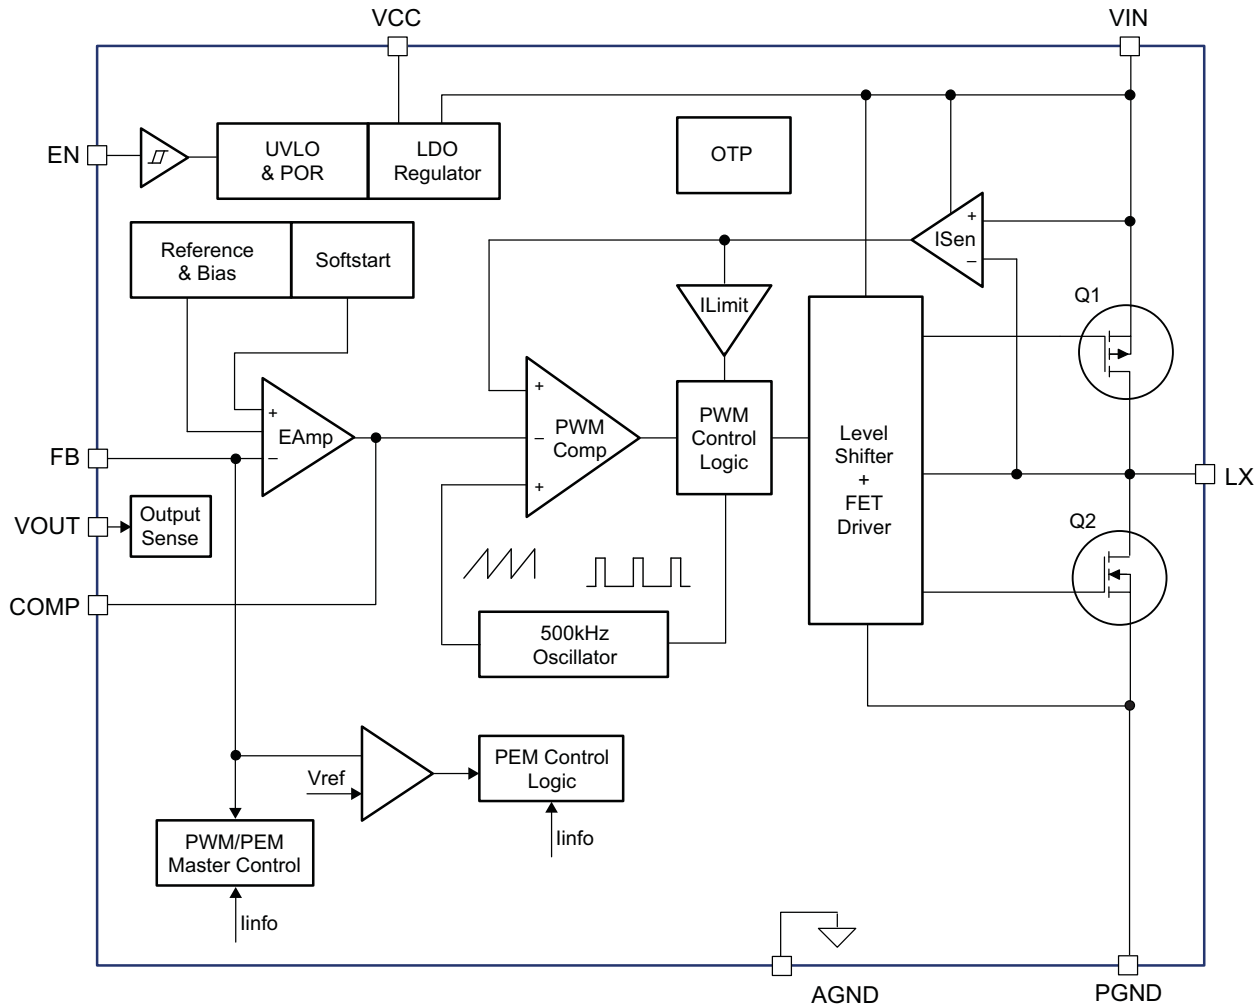 VCC
VIN
EN
UVLO
& POR
LDO
Regulator
OTP
Reference
& Bias
Softstart
+
ISen
−
ILimit
Q1
+
EAmp
−
+
−
PWM
Comp
+
PWM
Control
Logic
Level
Shifter
+
FET
Driver
FB
LX
VOUT
Output
Sense
Q2
COMP
500kHz
Oscillator
Vref
PEM Control
Logic
Iinfo
PWM/PEM
Master Control
Iinfo
AGND
PGND